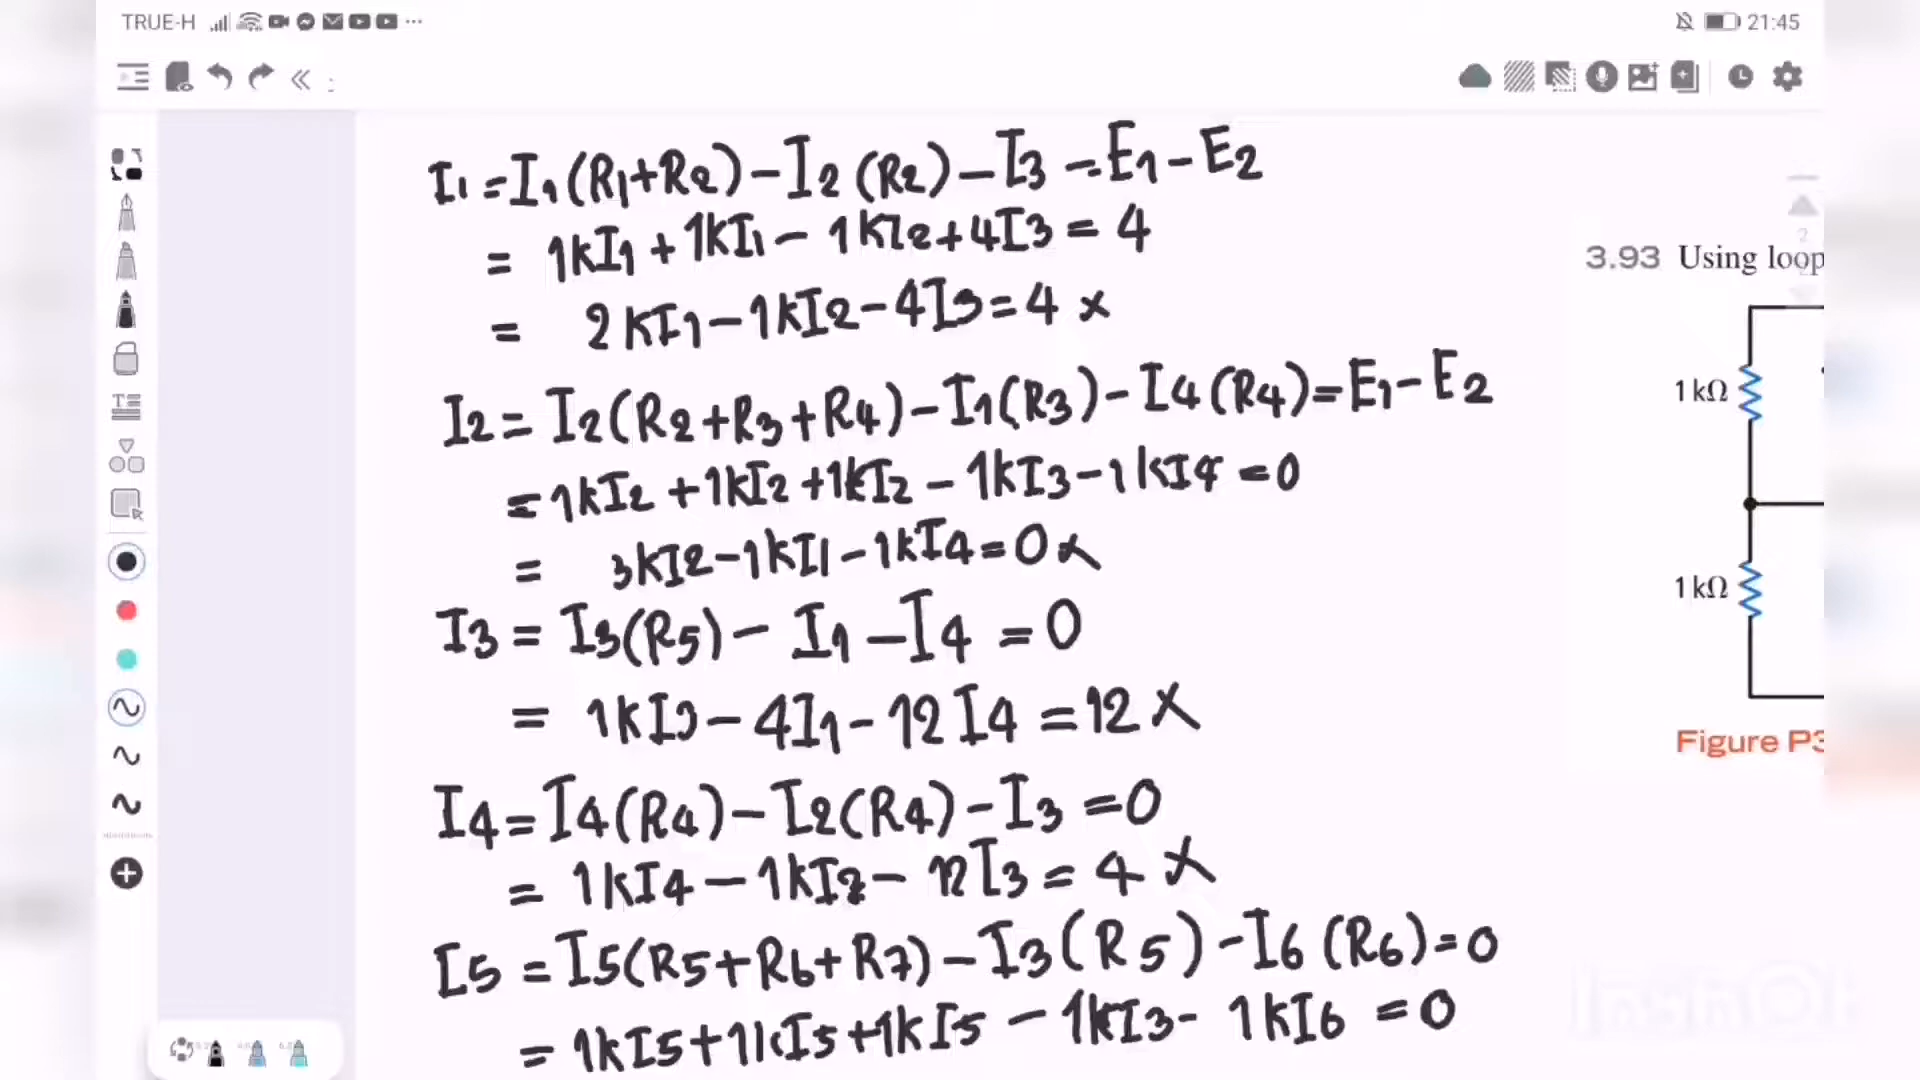 TRUE-H
21:45
I1 = I1(R1+R2) - I2(R2) - I3 = E1 - E2
= 1kI1 + 1kI1 - 1kI2 + 4I3 = 4
= 2kI1 - 1kI2 - 4I3 = 4 x
I2 = I2(R2+R3+R4) - I1(R3) - I4(R4) = E1 - E2
= 1kI2 + 1kI2 + 1kI2 - 1kI3 - 1kI4 = 0
= 3kI2 - 1kI1 - 1kI4 = 0 x
I3 = I3(R5) - I1 - I4 = 0
= 1kI3 - 4I1 - 12I4 = 12 x
I4 = I4(R4) - I2(R4) - I3 = 0
= 1kI4 - 1kI2 - 12I3 = 4 x
I5 = I5(R5+R6+R7) - I3(R5) - I6(R6) = 0
= 1kI5 + 1kI5 + 1kI5 - 1kI3 - 1kI6 = 0
2
3.93 Using loop
1kΩ
1kΩ
Figure P3